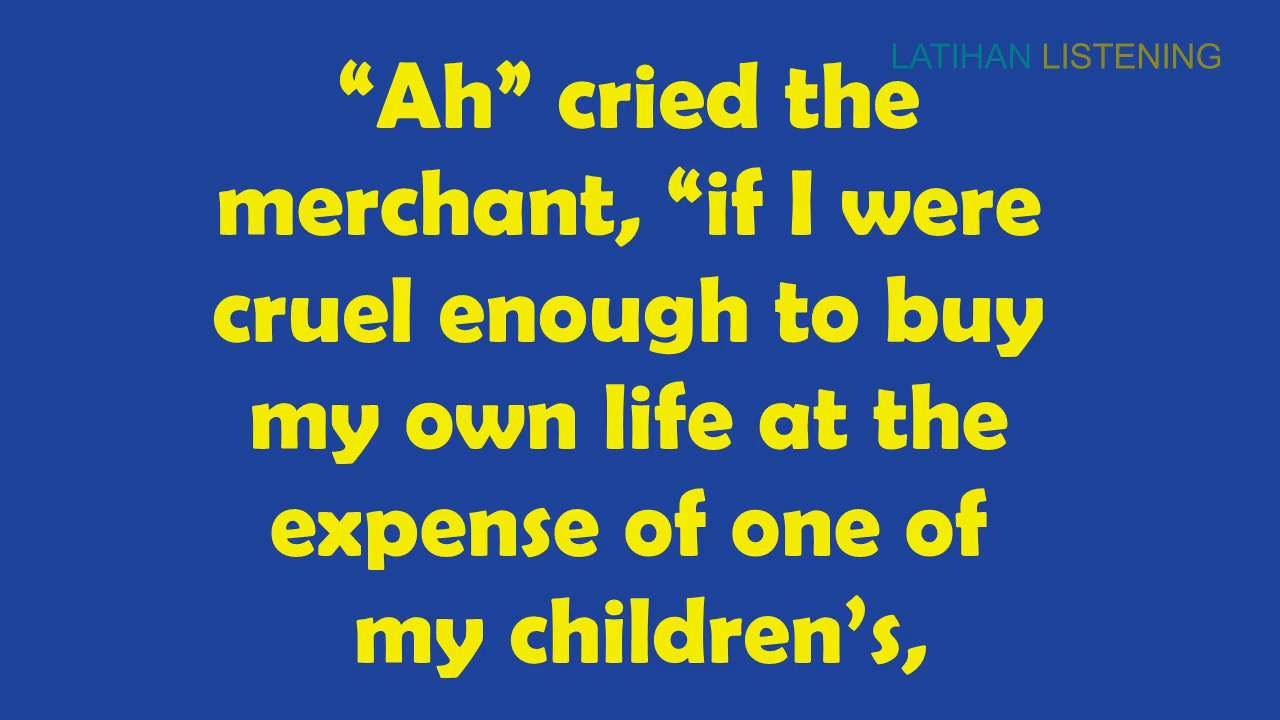 LATIHAN LISTENING
“Ah” cried the
merchant, “if I were
cruel enough to buy
my own life at the
expense of one of
my children’s,